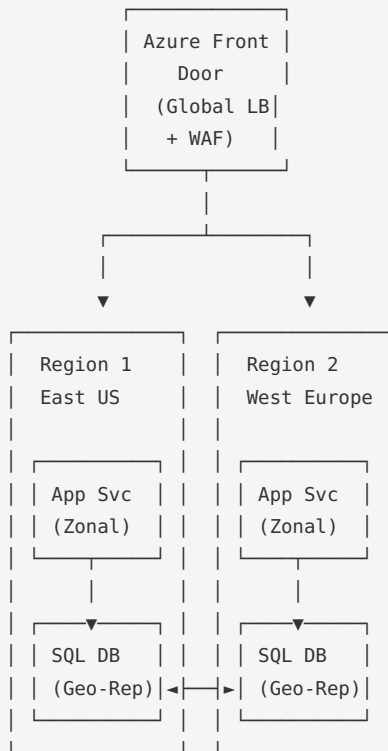 Azure Front
Door
(Global LB
+ WAF)
Region 1
East US
Region 2
West Europe
App Svc
(Zonal)
App Svc
(Zonal)
SQL DB
(Geo-Rep)
SQL DB
(Geo-Rep)